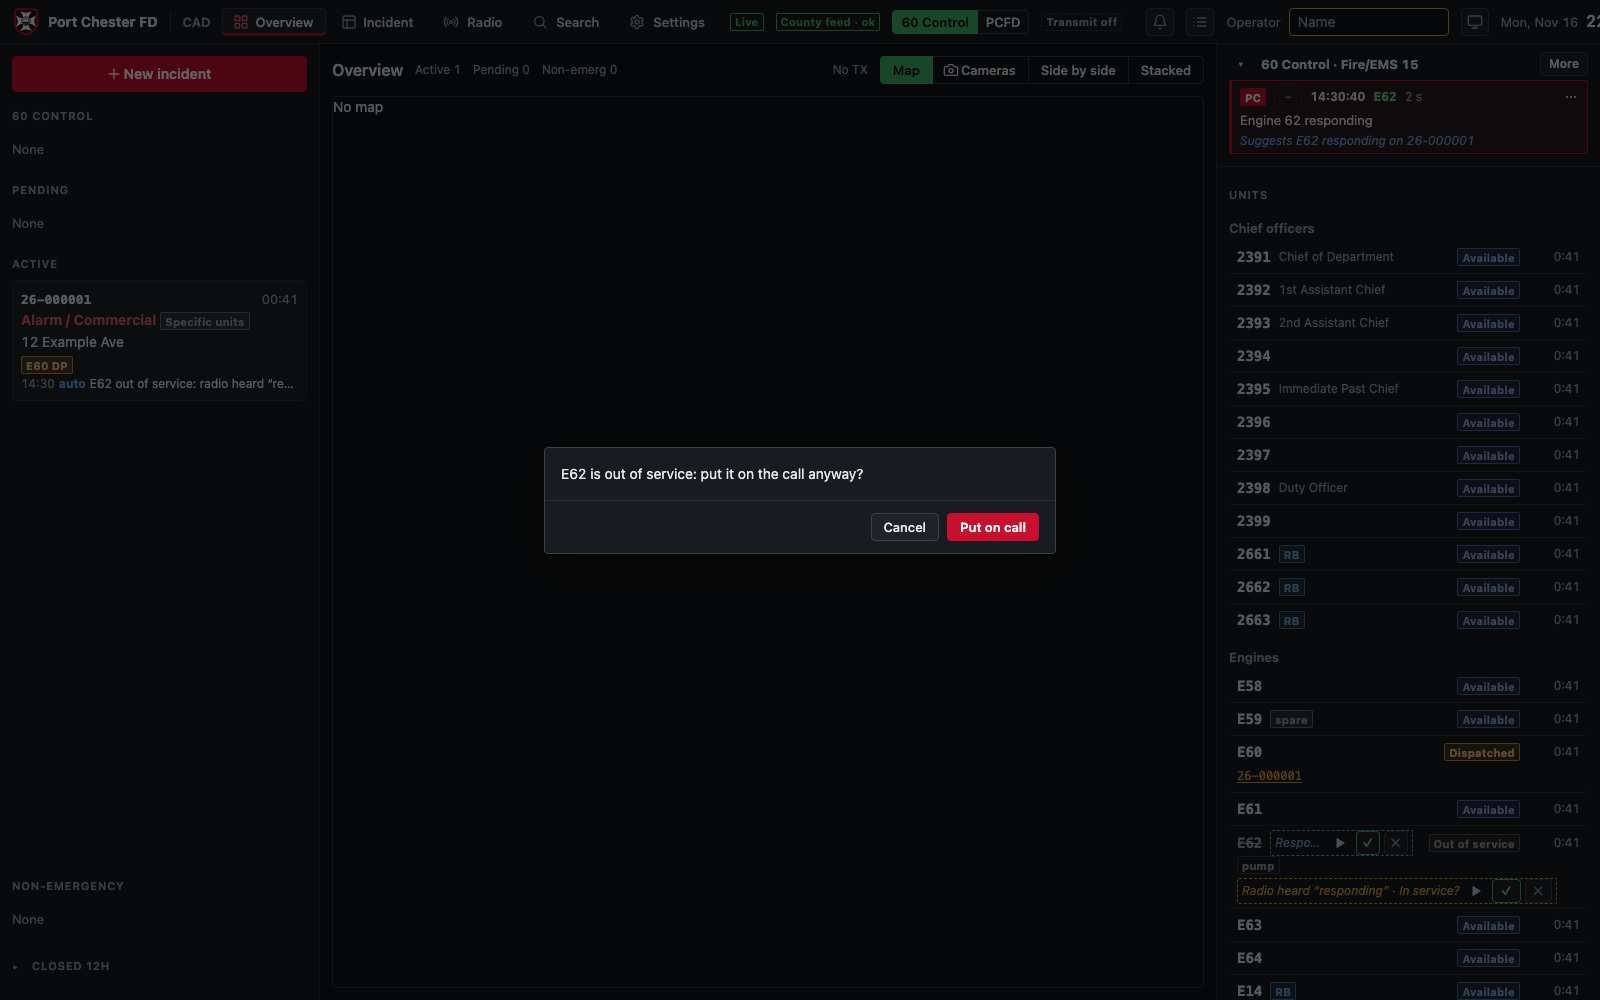 Port Chester FD
CAD
Overview
Incident
Radio
Search
Settings
Live
County feed · ok
60 Control
PCFD
Transmit off
Operator
Name
Mon, Nov 16
+ New incident
60 CONTROL
None
PENDING
None
ACTIVE
26-000001 00:41
Alarm / Commercial Specific units
12 Example Ave
E60 DP
14:30 auto E62 out of service: radio heard “re...
NON-EMERGENCY
None
CLOSED 12H
Overview Active 1 Pending 0 Non-emerg 0
No TX
Map
Cameras
Side by side
Stacked
No map
E62 is out of service: put it on the call anyway?
Cancel
Put on call
60 Control · Fire/EMS 15
More
PC – 14:30:40 E62 2 s ...
Engine 62 responding
Suggests E62 responding on 26-000001
UNITS
Chief officers
2391 Chief of Department Available 0:41
2392 1st Assistant Chief Available 0:41
2393 2nd Assistant Chief Available 0:41
2394 Available 0:41
2395 Immediate Past Chief Available 0:41
2396 Available 0:41
2397 Available 0:41
2398 Duty Officer Available 0:41
2399 Available 0:41
2661 RB Available 0:41
2662 RB Available 0:41
2663 RB Available 0:41
Engines
E58 Available 0:41
E59 spare Available 0:41
E60 Dispatched 0:41
26-000001
E61 Available 0:41
E62 Respo... Out of service 0:41
pump
Radio heard “responding” · In service?
E63 Available 0:41
E64 Available 0:41
E14 RB Available 0:41